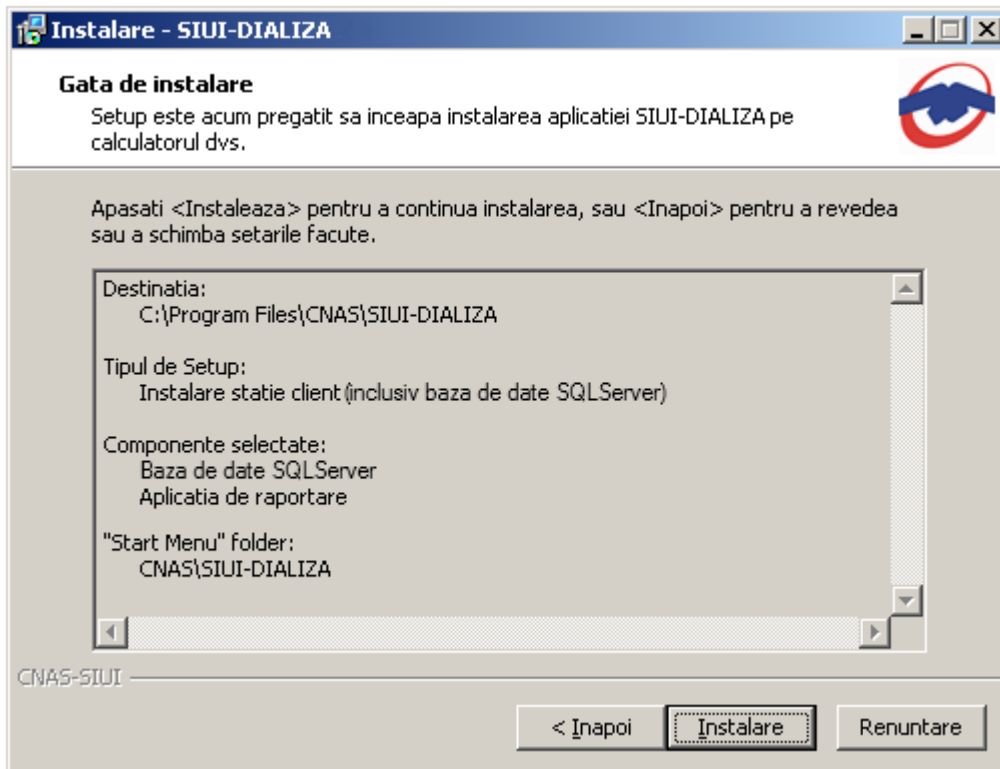 Instalare - SIUI-DIALIZA
Gata de instalare
Setup este acum pregatit sa inceapa instalarea aplicatiei SIUI-DIALIZA pe
calculatorul dvs.
Apasati <Instaleaza> pentru a continua instalarea, sau <Inapoi> pentru a revedea
sau a schimba setarile facute.
Destinatia:
C:\Program Files\CNAS\SIUI-DIALIZA
Tipul de Setup:
Instalare statie client (inclusiv baza de date SQLServer)
Componente selectate:
Baza de date SQLServer
Aplicatia de raportare
"Start Menu" folder:
CNAS\SIUI-DIALIZA
CNAS-SIUI
< Inapoi
Instalare
Renuntare